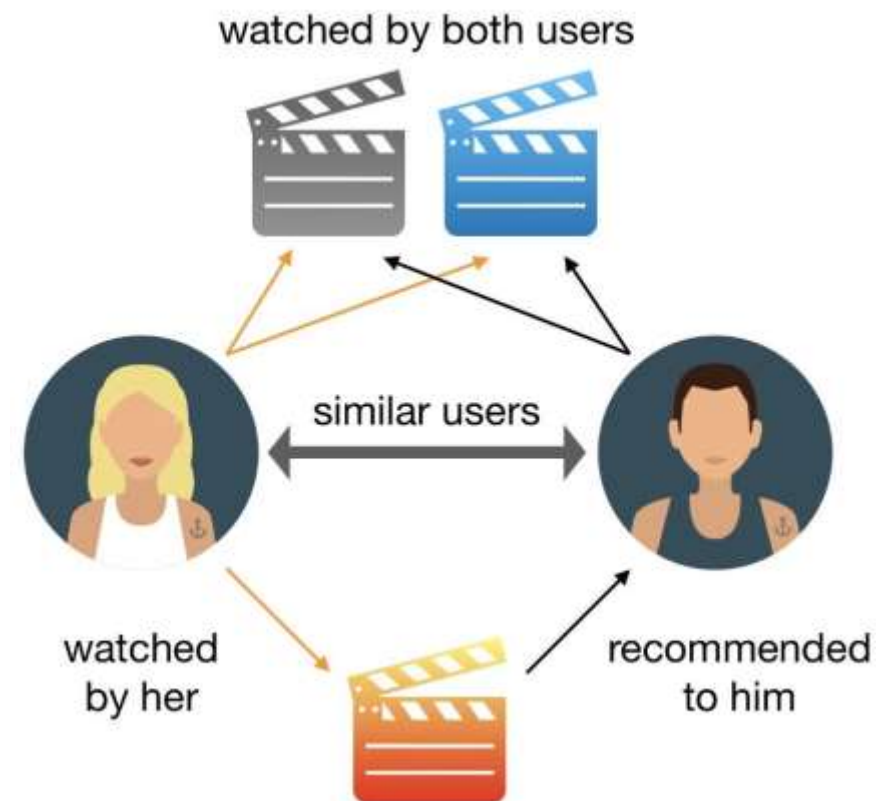 watched by both users
similar users
watched
by her
recommended
to him